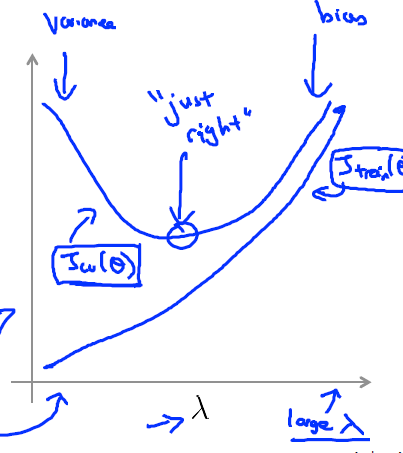 Variance
bias
"just
right"
Jtrain(θ
Jcv(θ)
λ
large λ